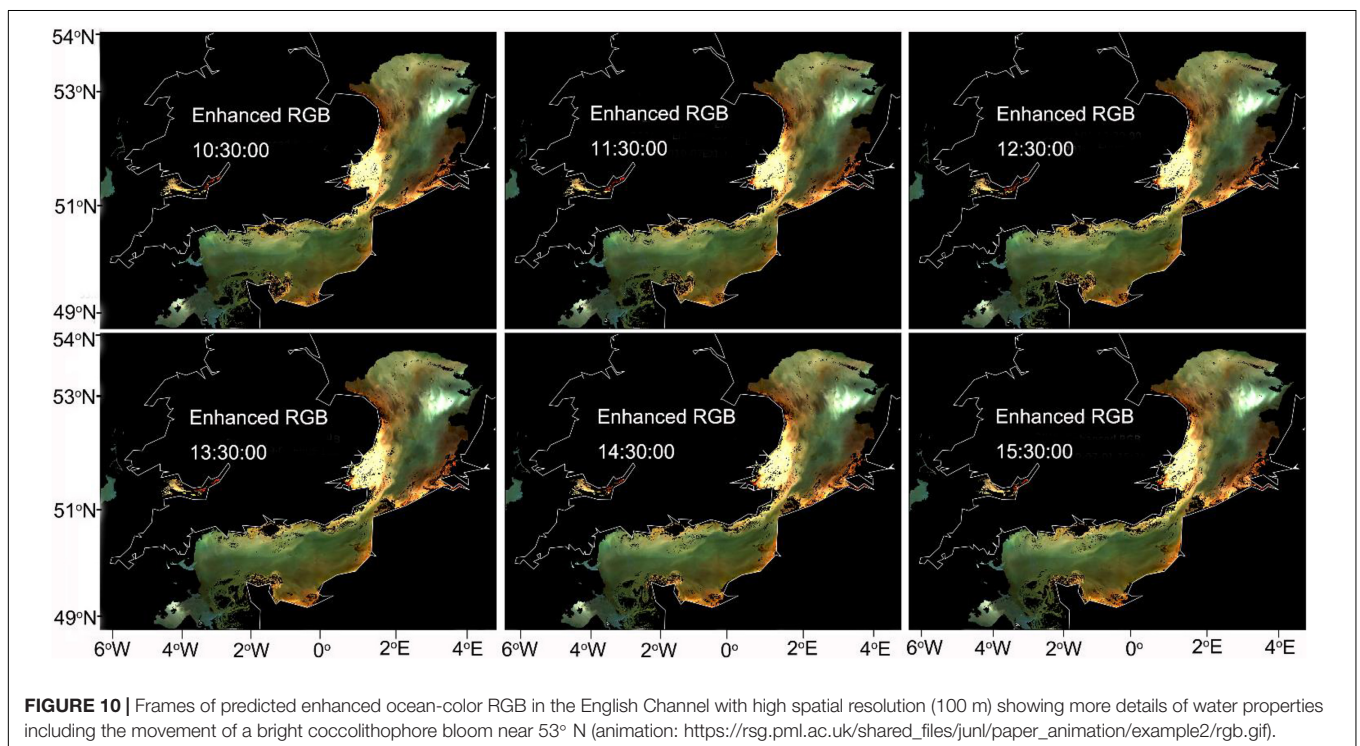 54°N
53°N
51°N
49°N
Enhanced RGB
10:30:00
Enhanced RGB
11:30:00
Enhanced RGB
12:30:00
54°N
53°N
51°N
49°N
Enhanced RGB
13:30:00
Enhanced RGB
14:30:00
Enhanced RGB
15:30:00
6°W 4°W 2°W 0° 2°E 4°E 6°W 4°W 2°W 0° 2°E 4°E 6°W 4°W 2°W 0° 2°E 4°E
FIGURE 10 | Frames of predicted enhanced ocean-color RGB in the English Channel with high spatial resolution (100 m) showing more details of water properties
including the movement of a bright coccolithophore bloom near 53° N (animation: https://rsg.pml.ac.uk/shared_files/junl/paper_animation/example2/rgb.gif).